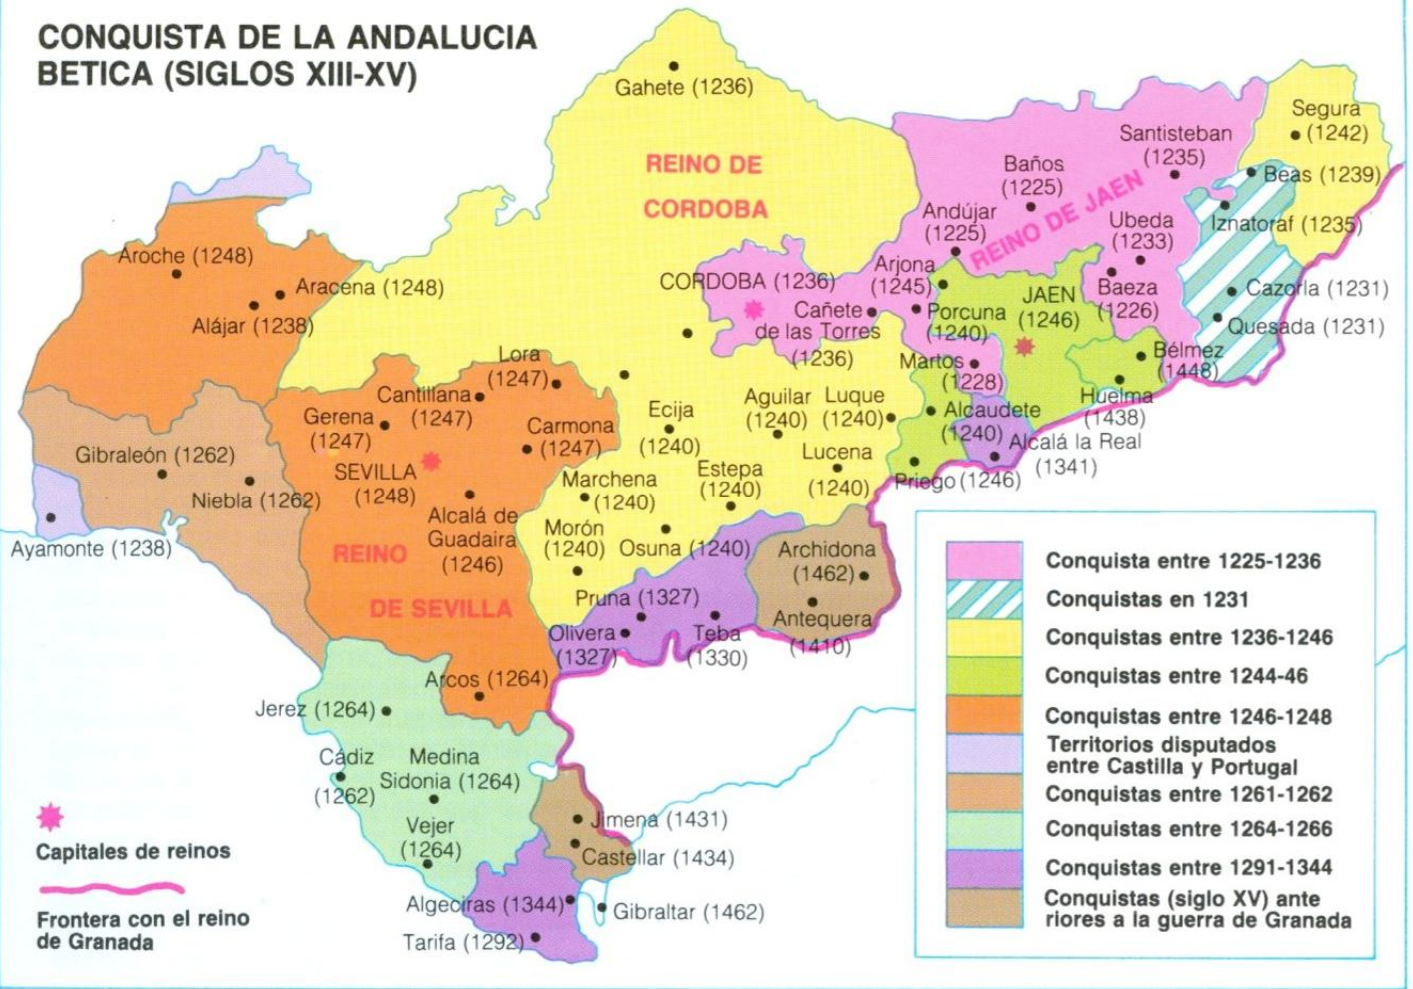 CONQUISTA DE LA ANDALUCIA
BETICA (SIGLOS XIII-XV)
Gahete (1236)
REINO DE
CORDOBA
Segura
(1242)
Santisteban
(1235)
Baños
(1225)
Beas (1239)
REINO DE JAEN
Andújar
(1225)
Ubeda
(1233)
Iznatoraf (1235)
Aroche (1248)
Aracena (1248)
Alájar (1238)
CORDOBA (1236)
Arjona
(1245)
Cañete
de las Torres
(1236)
Porcuna
(1240)
JAEN
(1246)
Baeza
(1226)
Cazorla (1231)
Quesada (1231)
Lora
(1247)
Martos
(1228)
Bélmez
(1448)
Cantillana
(1247)
Gerena
(1247)
Carmona
(1247)
Ecija
(1240)
Aguilar
(1240)
Luque
(1240)
Alcaudete
(1240)
Huelma
(1438)
Alcalá la Real
(1341)
Gibraleón (1262)
Niebla (1262)
SEVILLA
(1248)
Lucena
(1240)
Estepa
(1240)
Priego (1246)
Marchena
(1240)
Alcalá de
Guadaira
(1246)
Morón
(1240)
Osuna (1240)
Ayamonte (1238)
Archidona
(1462)
REINO
DE SEVILLA
Pruna (1327)
Olivera
(1327)
Teba
(1330)
Antequera
(1410)
Arcos (1264)
Jerez (1264)
Cádiz
(1262)
Medina
Sidonia (1264)
Vejer
(1264)
Jimena (1431)
Castellar (1434)
Algeciras (1344)
Gibraltar (1462)
Tarifa (1292)
Capitales de reinos
Frontera con el reino
de Granada
Conquista entre 1225-1236
Conquistas en 1231
Conquistas entre 1236-1246
Conquistas entre 1244-46
Conquistas entre 1246-1248
Territorios disputados
entre Castilla y Portugal
Conquistas entre 1261-1262
Conquistas entre 1264-1266
Conquistas entre 1291-1344
Conquistas (siglo XV) ante
riores a la guerra de Granada